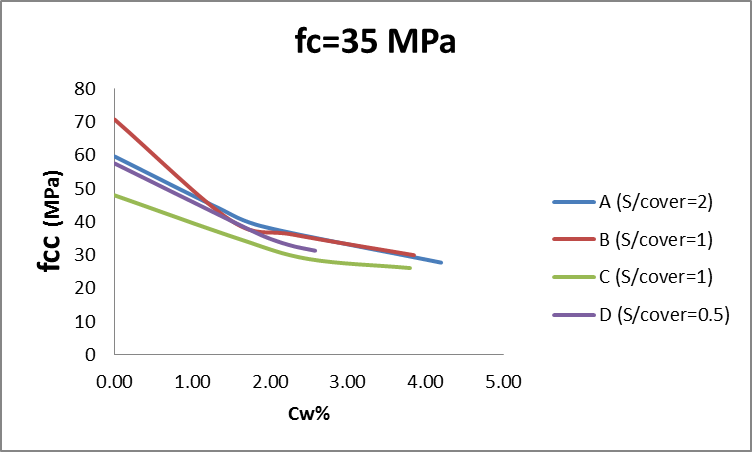 fc=35 MPa
fcc (MPa)
80
70
60
50
40
30
20
10
0
0.00 1.00 2.00 3.00 4.00 5.00
Cw%
A (S/cover=2)
B (S/cover=1)
C (S/cover=1)
D (S/cover=0.5)